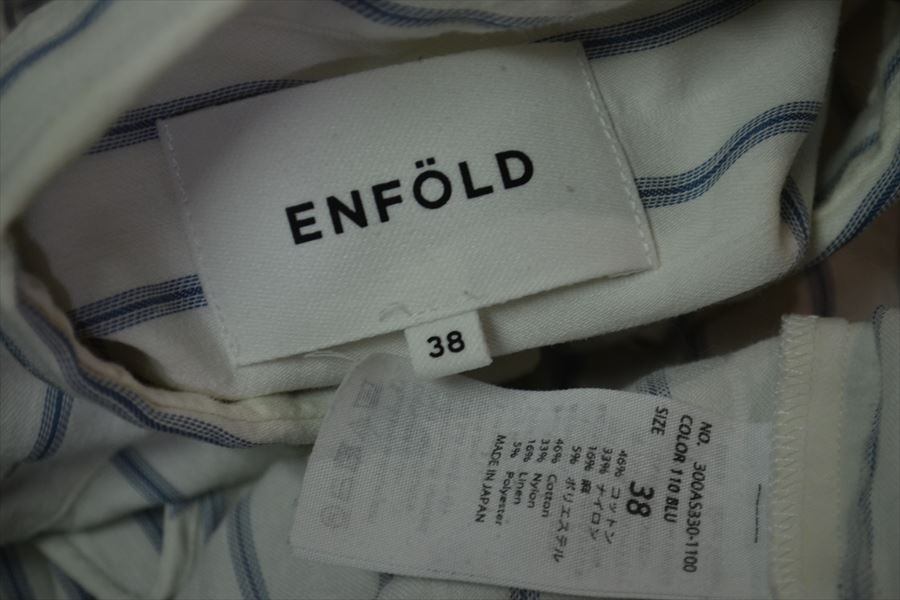 ENFÖLD
38
NO. 300AS330-1100
COLOR 110 BLU
SIZE 38
46% コットン
33% ナイロン
16% 麻
5% ポリエステル
46% Cotton
33% Nylon
16% Linen
5% Polyester
MADE IN JAPAN